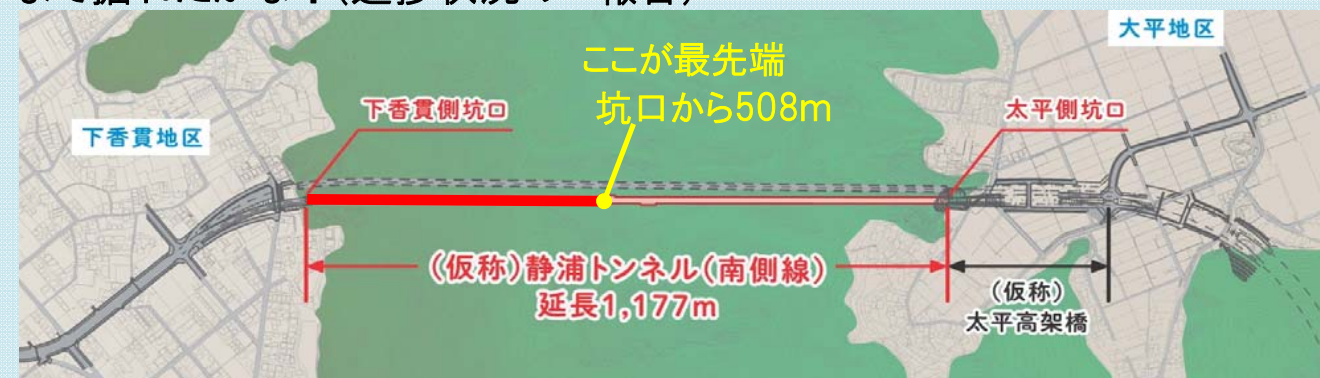 大平地区
ここが最先端
坑口から508m
下香貫側坑口
太平側坑口
下香貫地区
(仮称)静浦トンネル(南側線)
延長1,177m
(仮称)
太平高架橋